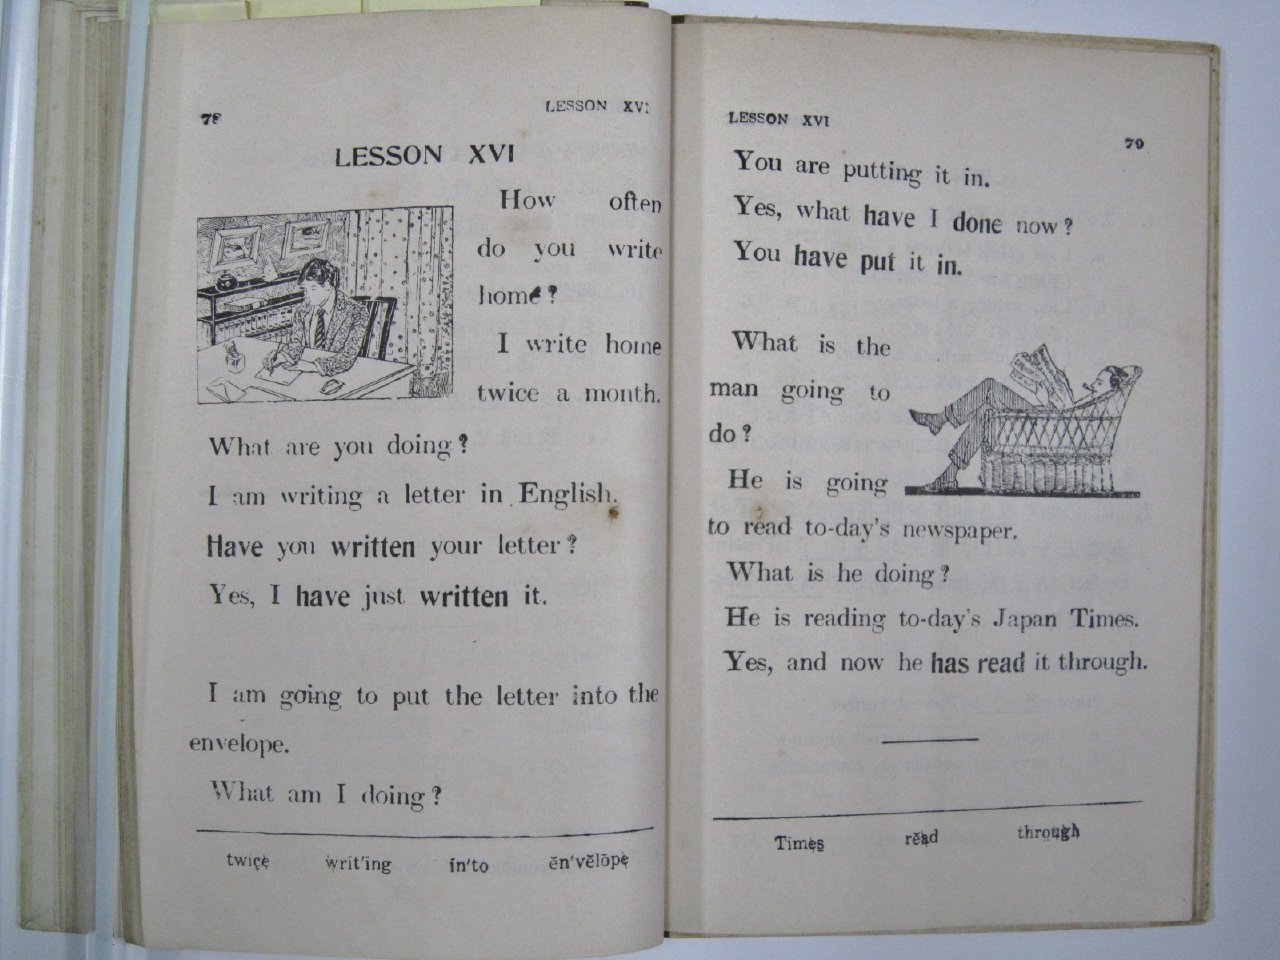 78
LESSON XVI
LESSON XVI
How often
do you write
home?
I write home
twice a month.
What are you doing?
I am writing a letter in English.
Have you written your letter?
Yes, I have just written it.
I am going to put the letter into the
envelope.
What am I doing?
twiçe̸ writ'ing in'to ĕn'vĕlōpe̸
LESSON XVI
79
You are putting it in.
Yes, what have I done now?
You have put it in.
What is the
man going to
do?
He is going
to read to-day's newspaper.
What is he doing?
He is reading to-day's Japan Times.
Yes, and now he has read it through.
Times rĕad through